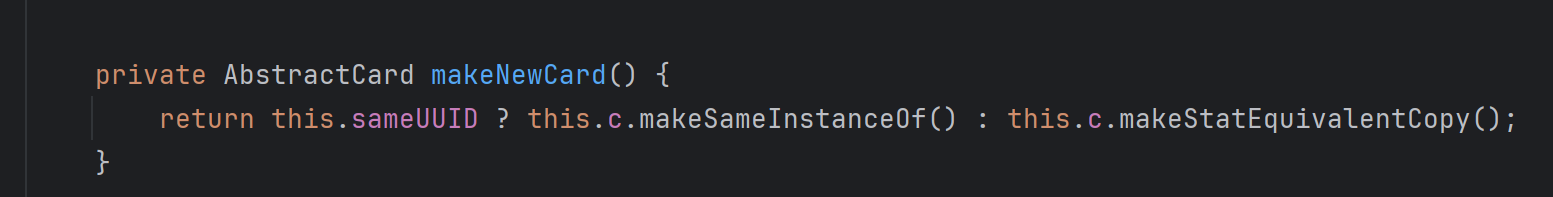 private AbstractCard makeNewCard() {
    return this.sameUUID ? this.c.makeSameInstanceOf() : this.c.makeStatEquivalentCopy();
}